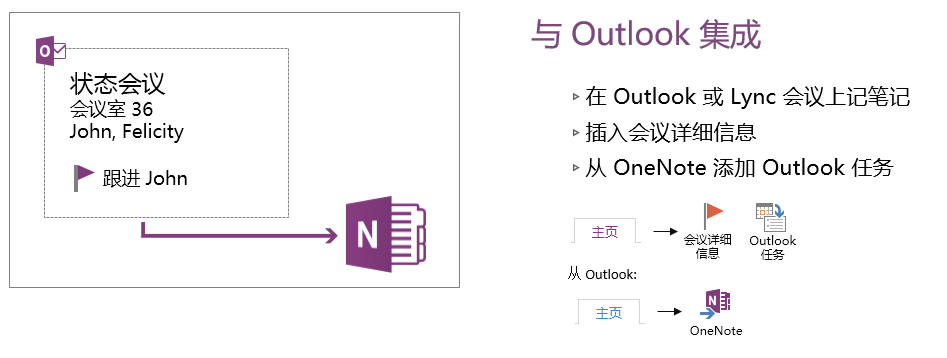 状态会议
会议室 36
John, Felicity
跟进 John
与 Outlook 集成
在 Outlook 或 Lync 会议上记笔记
插入会议详细信息
从 OneNote 添加 Outlook 任务
主页
会议详细
信息
Outlook
任务
从 Outlook:
主页
OneNote